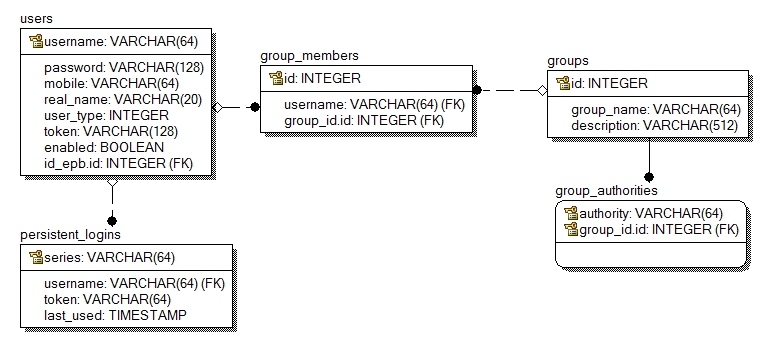 users
username: VARCHAR(64)
password: VARCHAR(128)
mobile: VARCHAR(64)
real_name: VARCHAR(20)
user_type: INTEGER
token: VARCHAR(128)
enabled: BOOLEAN
id_epb.id: INTEGER (FK)
group_members
id: INTEGER
username: VARCHAR(64) (FK)
group_id.id: INTEGER (FK)
groups
id: INTEGER
group_name: VARCHAR(64)
description: VARCHAR(512)
group_authorities
authority: VARCHAR(64)
group_id.id: INTEGER (FK)
persistent_logins
series: VARCHAR(64)
username: VARCHAR(64) (FK)
token: VARCHAR(64)
last_used: TIMESTAMP